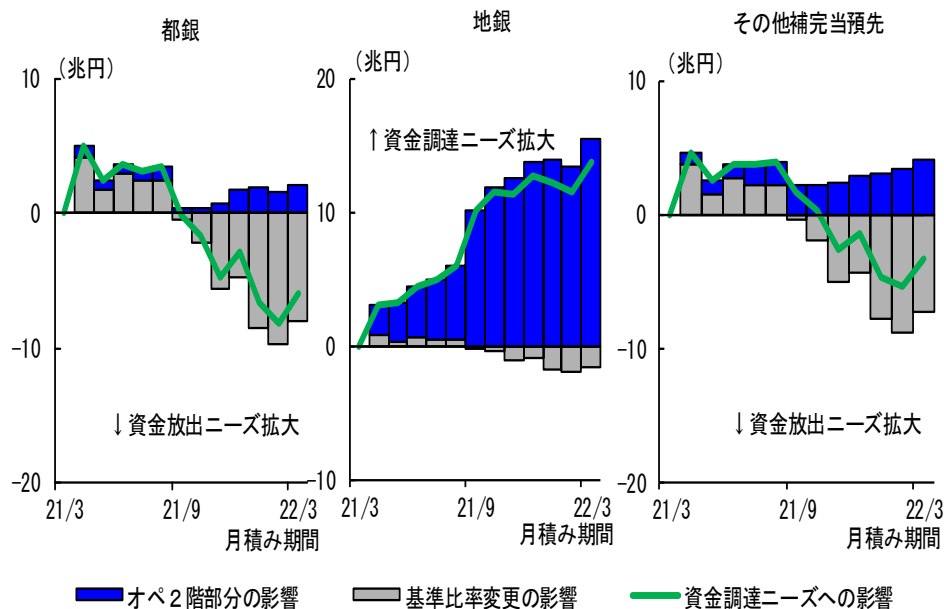 都銀
地銀
その他補完当預先
（兆円）
（兆円）
（兆円）
10
0
-10
-20
21/3
21/9
22/3
月積み期間
↓資金放出ニーズ拡大
20
10
0
-10
21/3
21/9
22/3
月積み期間
↑資金調達ニーズ拡大
10
0
-10
-20
21/3
21/9
22/3
月積み期間
↓資金放出ニーズ拡大
オペ２階部分の影響
基準比率変更の影響
資金調達ニーズへの影響